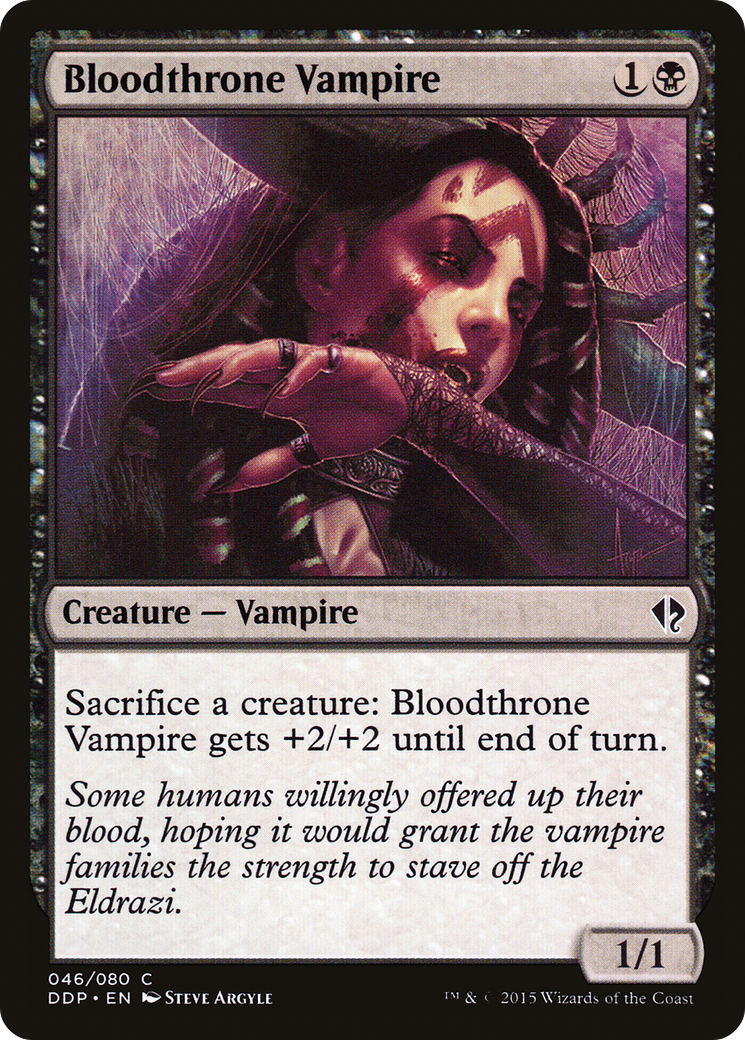 Bloodthrone Vampire 1
Creature — Vampire
Sacrifice a creature: Bloodthrone
Vampire gets +2/+2 until end of turn.
Some humans willingly offered up their
blood, hoping it would grant the vampire
families the strength to stave off the
Eldrazi.
1/1
046/080 C
DDP • EN Steve Argyle
™ & © 2015 Wizards of the Coast